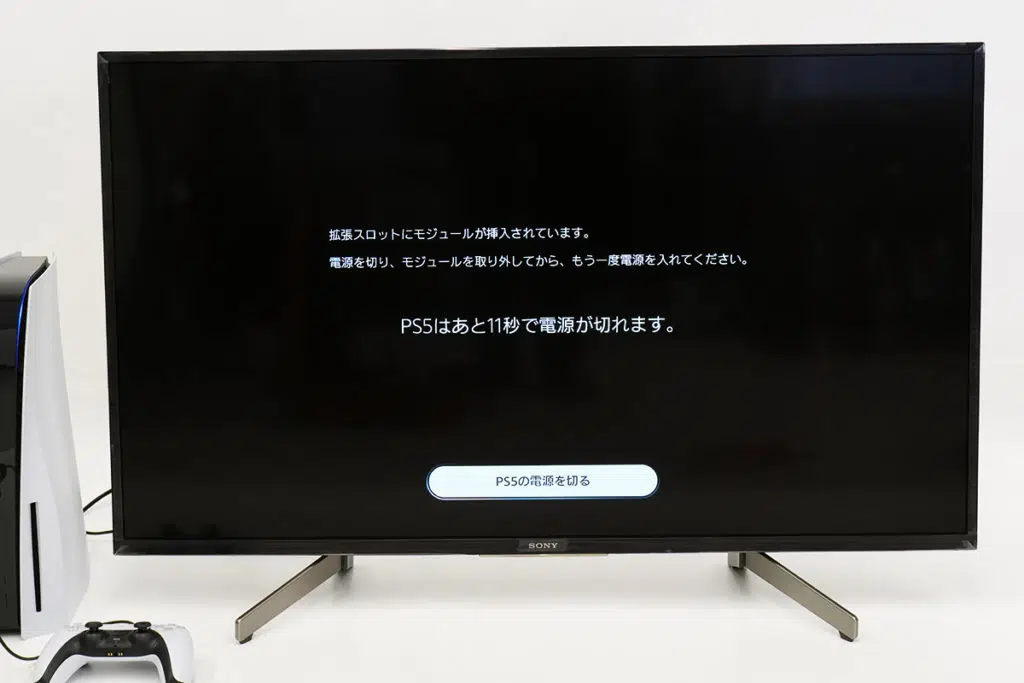 拡張スロットにモジュールが挿入されています。
電源を切り、モジュールを取り外してから、もう一度電源を入れてください。
PS5はあと11秒で電源が切れます。
PS5の電源を切る
SONY